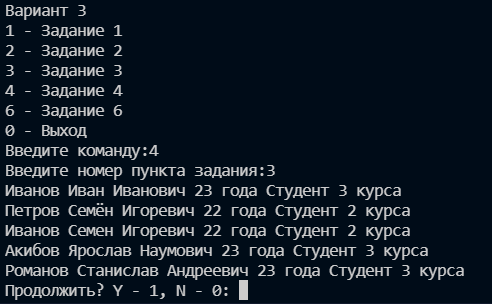 Вариант 3
1 - Задание 1
2 - Задание 2
3 - Задание 3
4 - Задание 4
6 - Задание 6
0 - Выход
Введите команду:4
Введите номер пункта задания:3
Иванов Иван Иванович 23 года Студент 3 курса
Петров Семён Игоревич 22 года Студент 2 курса
Иванов Семен Игоревич 22 года Студент 2 курса
Акибов Ярослав Наумович 23 года Студент 3 курса
Романов Станислав Андреевич 23 года Студент 3 курса
Продолжить? Y - 1, N - 0: